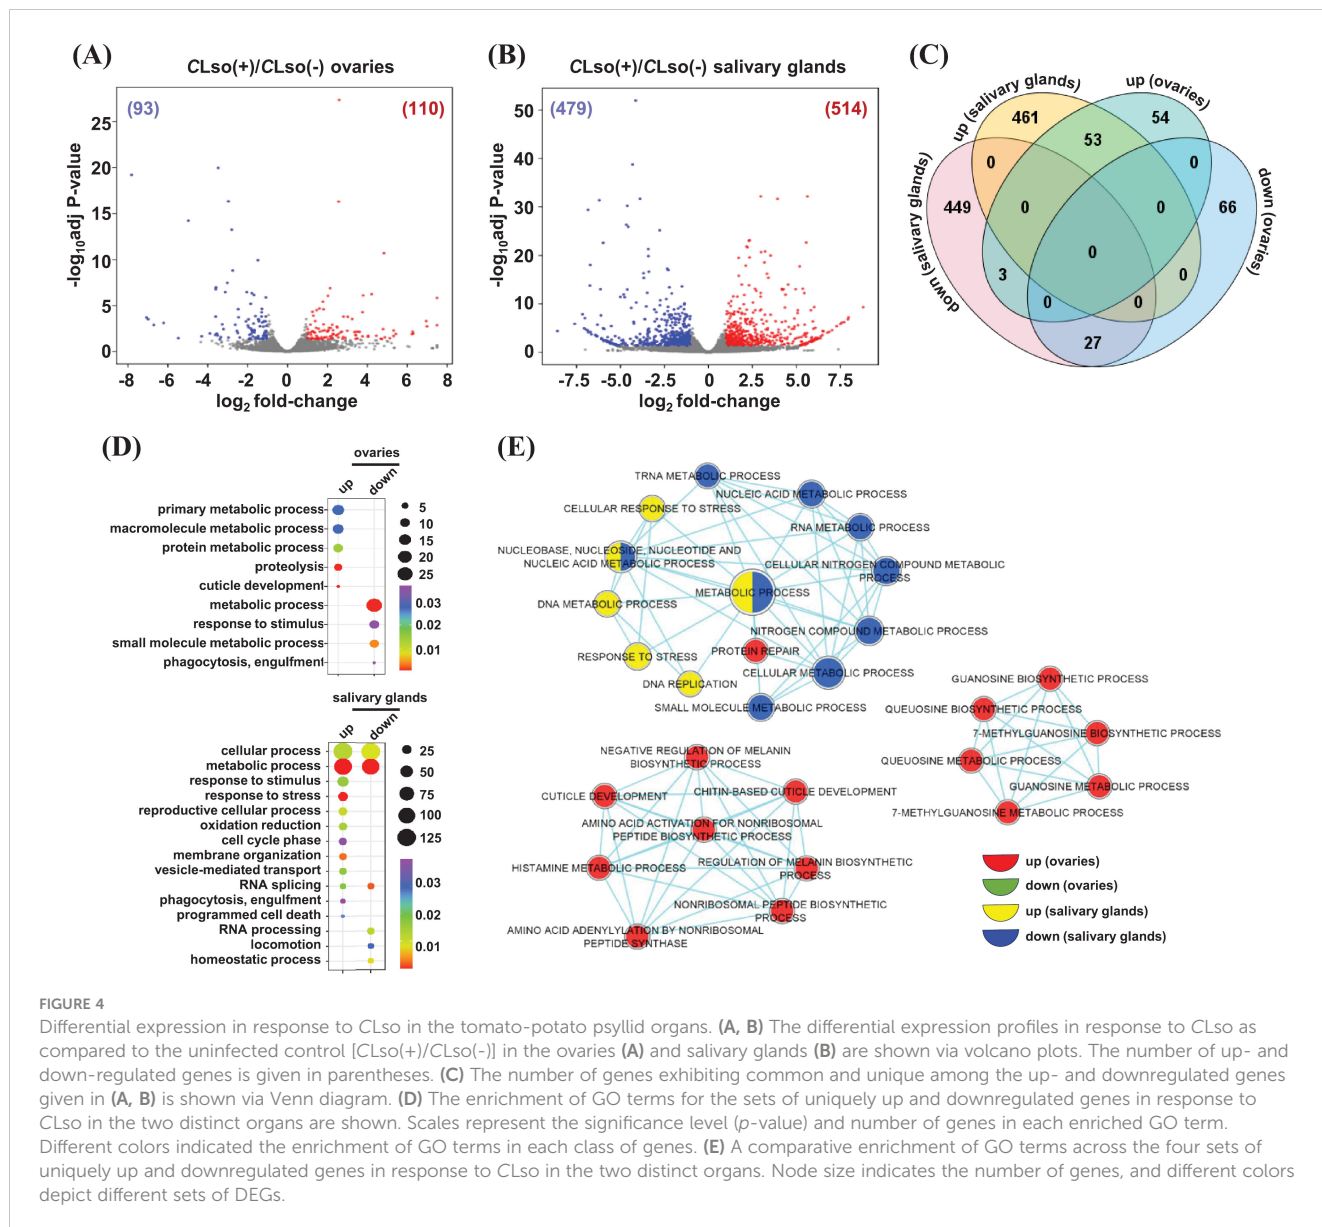 (A)
CLso(+)/CLso(-) ovaries
(93)
(110)
-log10adj P-value
25
20
15
10
5
0
-8 -6 -4 -2 0 2 4 6 8
log2 fold-change
(B)
CLso(+)/CLso(-) salivary glands
(479)
(514)
-log10adj P-value
50
40
30
20
10
0
-7.5 -5.0 -2.5 0 2.5 5.0 7.5
log2 fold-change
(C)
up (salivary glands)
up (ovaries)
down (salivary glands)
down (ovaries)
461
54
53
0
0
449
0
0
66
0
3
0
0
0
27
(D)
ovaries
up
down
primary metabolic process
macromolecule metabolic process
protein metabolic process
proteolysis
cuticle development
metabolic process
response to stimulus
small molecule metabolic process
phagocytosis, engulfment
5
10
15
20
25
0.03
0.02
0.01
salivary glands
up
down
cellular process
metabolic process
response to stimulus
response to stress
reproductive cellular process
oxidation reduction
cell cycle phase
membrane organization
vesicle-mediated transport
RNA splicing
phagocytosis, engulfment
programmed cell death
RNA processing
locomotion
homeostatic process
25
50
75
100
125
0.03
0.02
0.01
(E)
TRNA METABOLIC PROCESS
NUCLEIC ACID METABOLIC PROCESS
CELLULAR RESPONSE TO STRESS
RNA METABOLIC PROCESS
NUCLEOBASE, NUCLEOSIDE, NUCLEOTIDE AND
NUCLEIC ACID METABOLIC PROCESS
CELLULAR NITROGEN COMPOUND METABOLIC
PROCESS
METABOLIC PROCESS
DNA METABOLIC PROCESS
NITROGEN COMPOUND METABOLIC PROCESS
PROTEIN REPAIR
RESPONSE TO STRESS
CELLULAR METABOLIC PROCESS
DNA REPLICATION
SMALL MOLECULE METABOLIC PROCESS
GUANOSINE BIOSYNTHETIC PROCESS
QUEUOSINE BIOSYNTHETIC PROCESS
7-METHYLGUANOSINE BIOSYNTHETIC PROCESS
QUEUOSINE METABOLIC PROCESS
GUANOSINE METABOLIC PROCESS
7-METHYLGUANOSINE METABOLIC PROCESS
NEGATIVE REGULATION OF MELANIN
BIOSYNTHETIC PROCESS
CUTICLE DEVELOPMENT
CHITIN-BASED CUTICLE DEVELOPMENT
AMINO ACID ACTIVATION FOR NONRIBOSOMAL
PEPTIDE BIOSYNTHETIC PROCESS
HISTAMINE METABOLIC PROCESS
REGULATION OF MELANIN BIOSYNTHETIC
PROCESS
NONRIBOSOMAL PEPTIDE BIOSYNTHETIC
PROCESS
AMINO ACID ADENYLYLATION BY NONRIBOSOMAL
PEPTIDE SYNTHASE
up (ovaries)
down (ovaries)
up (salivary glands)
down (salivary glands)
FIGURE 4
Differential expression in response to CLso in the tomato-potato psyllid organs. (A, B) The differential expression profiles in response to CLso as
compared to the uninfected control [CLso(+)/CLso(-)] in the ovaries (A) and salivary glands (B) are shown via volcano plots. The number of up- and
down-regulated genes is given in parentheses. (C) The number of genes exhibiting common and unique among the up- and downregulated genes
given in (A, B) is shown via Venn diagram. (D) The enrichment of GO terms for the sets of uniquely up and downregulated genes in response to
CLso in the two distinct organs are shown. Scales represent the significance level (p-value) and number of genes in each enriched GO term.
Different colors indicated the enrichment of GO terms in each class of genes. (E) A comparative enrichment of GO terms across the four sets of
uniquely up and downregulated genes in response to CLso in the two distinct organs. Node size indicates the number of genes, and different colors
depict different sets of DEGs.